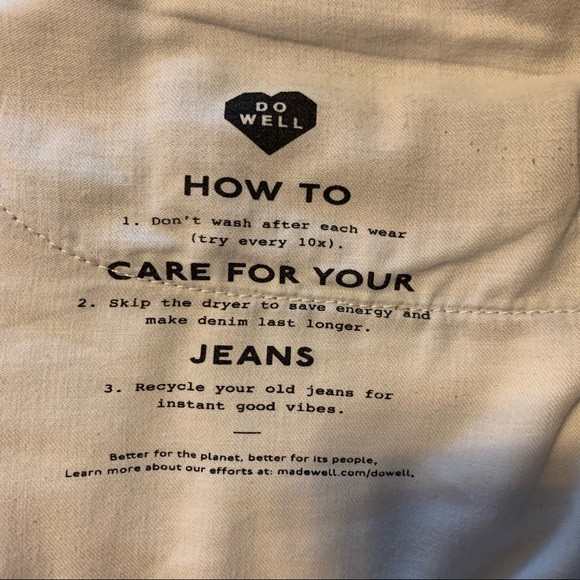 DO
WELL
HOW TO
1. Don't wash after each wear
(try every 10x).
CARE FOR YOUR
2. Skip the dryer to save energy and
make denim last longer.
JEANS
3. Recycle your old jeans for
instant good vibes.
Better for the planet, better for its people.
Learn more about our efforts at: madewell.com/dowell.